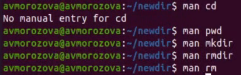 avmorozova@avmorozova:~/newdir$ man cd
No manual entry for cd
avmorozova@avmorozova:~/newdir$ man pwd
avmorozova@avmorozova:~/newdir$ man mkdir
avmorozova@avmorozova:~/newdir$ man rmdir
avmorozova@avmorozova:~/newdir$ man rm